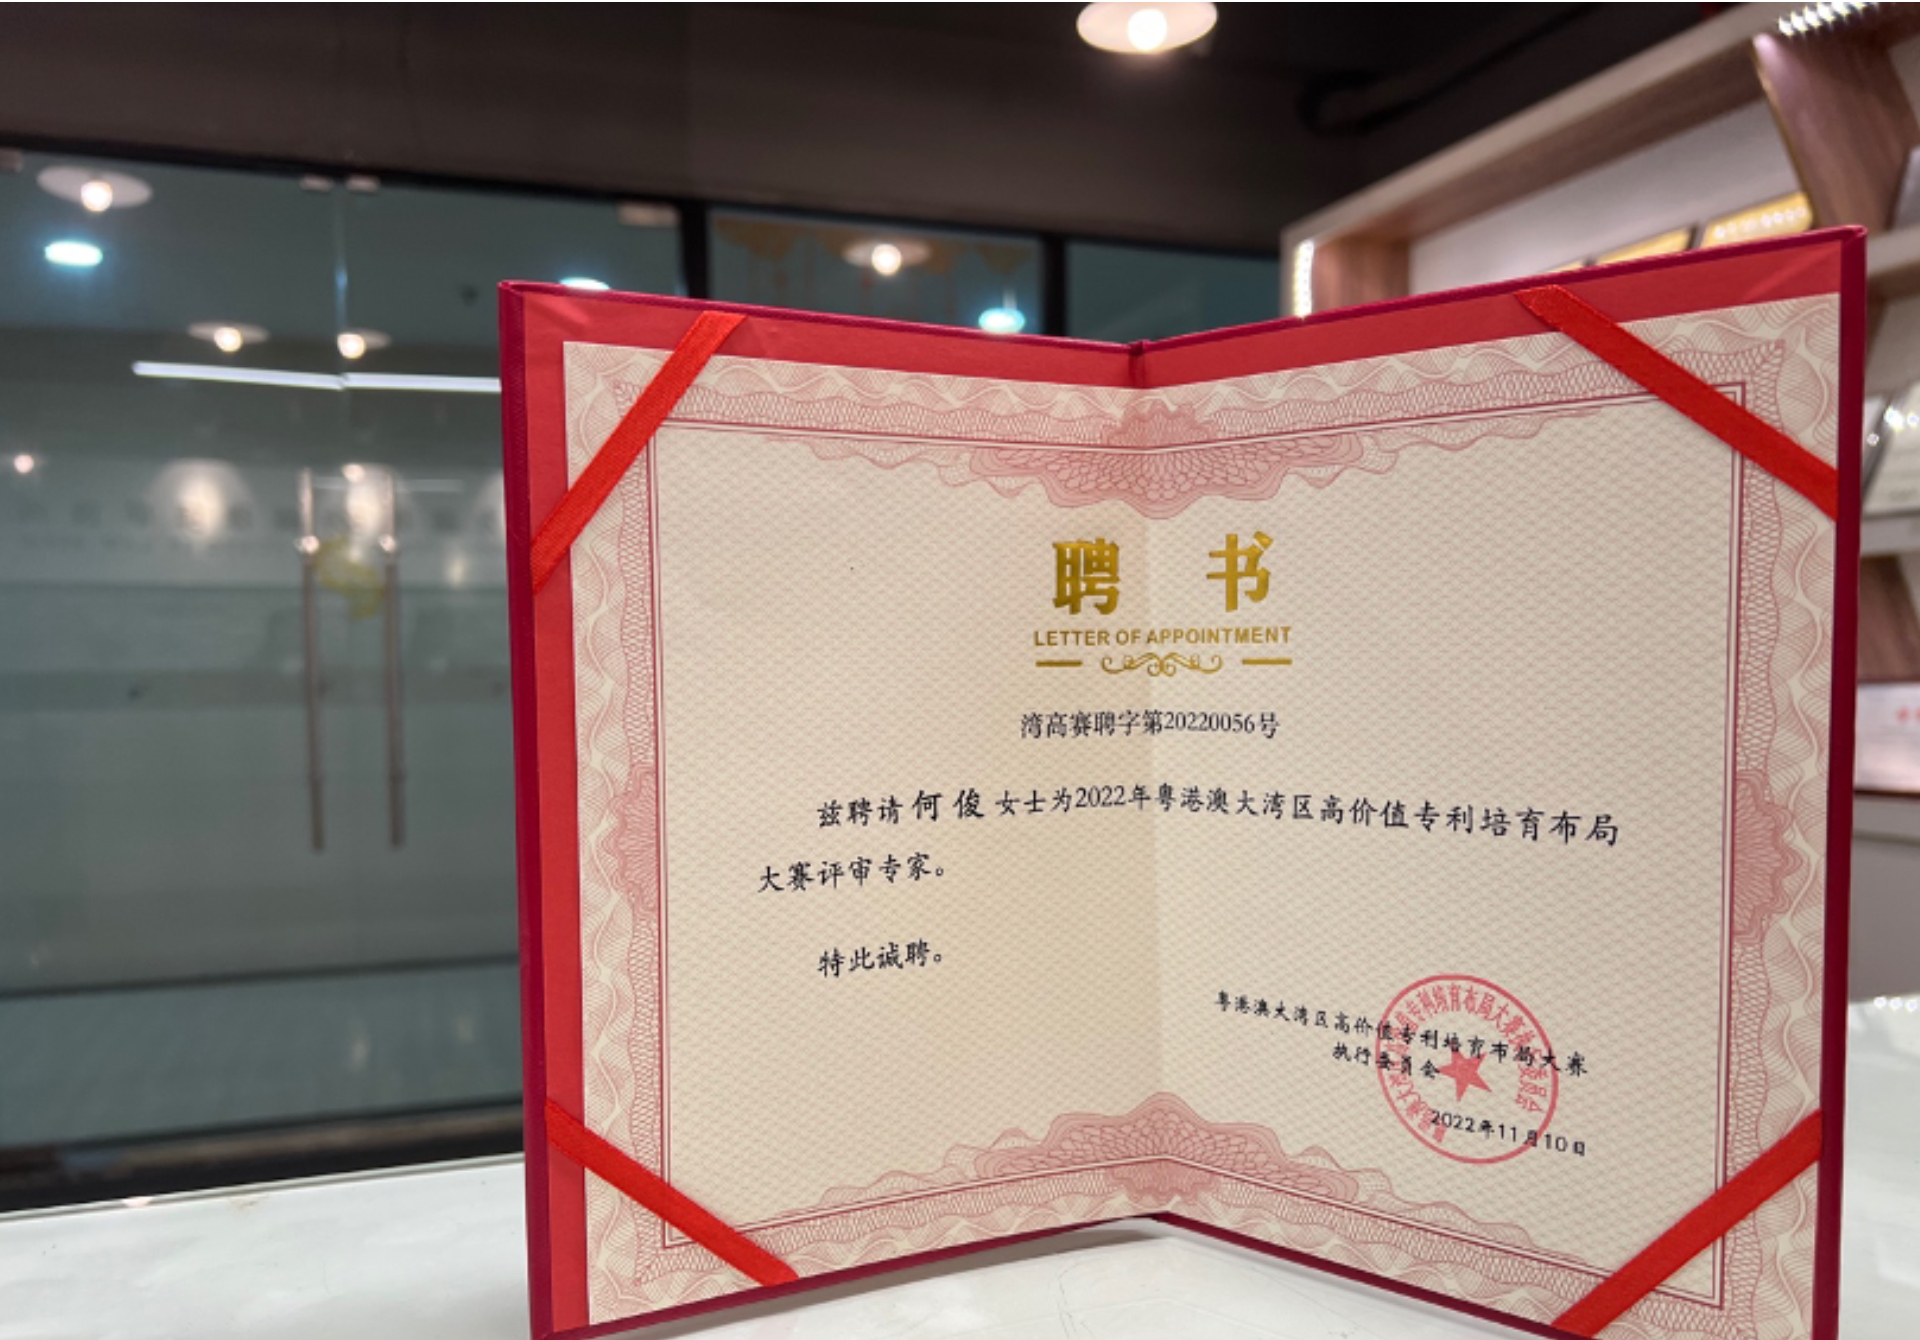 聘 书
LETTER OF APPOINTMENT
湾高赛聘字第20220056号
兹聘请何俊女士为2022年粤港澳大湾区高价值专利培育布局
大赛评审专家。
特此诚聘。
粤港澳大湾区高价值专利培育布局大赛
执行委员会
2022年11月10日